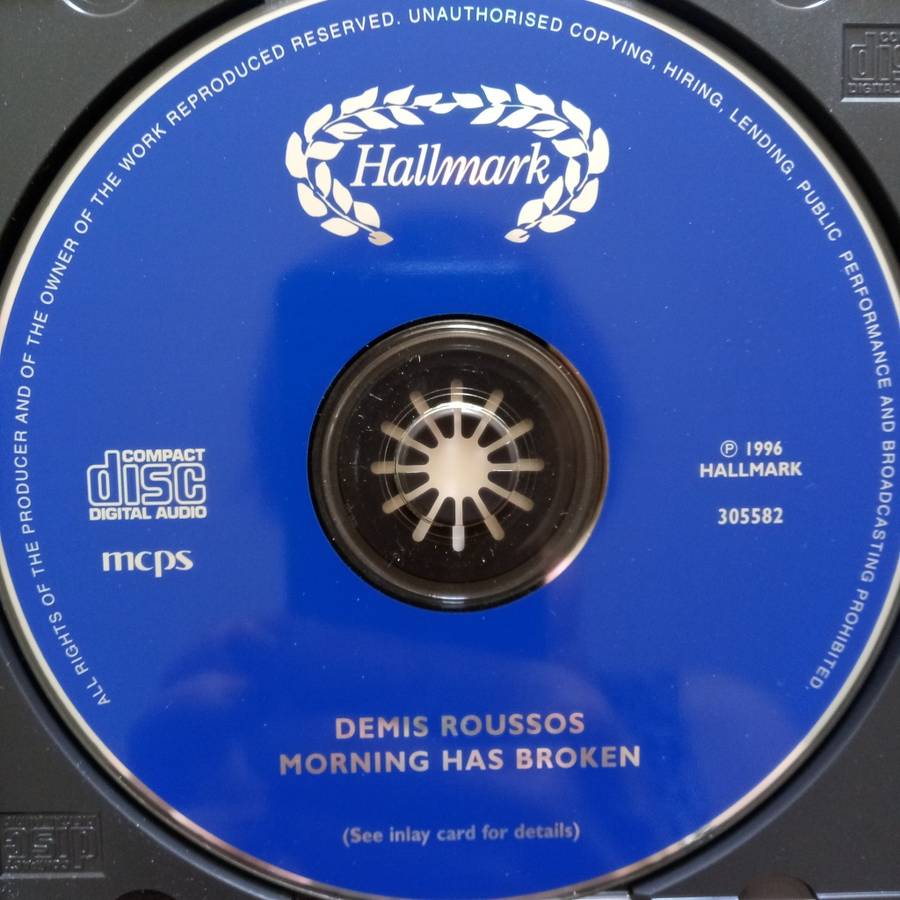 ALL RIGHTS OF THE PRODUCER AND OF THE OWNER OF THE WORK REPRODUCED RESERVED. UNAUTHORISED COPYING, HIRING, LENDING, PUBLIC PERFORMANCE AND BROADCASTING PROHIBITED.
Hallmark
COMPACT
disc
DIGITAL AUDIO
mcps
℗ 1996
HALLMARK
305582
DEMIS ROUSSOS
MORNING HAS BROKEN
(See inlay card for details)